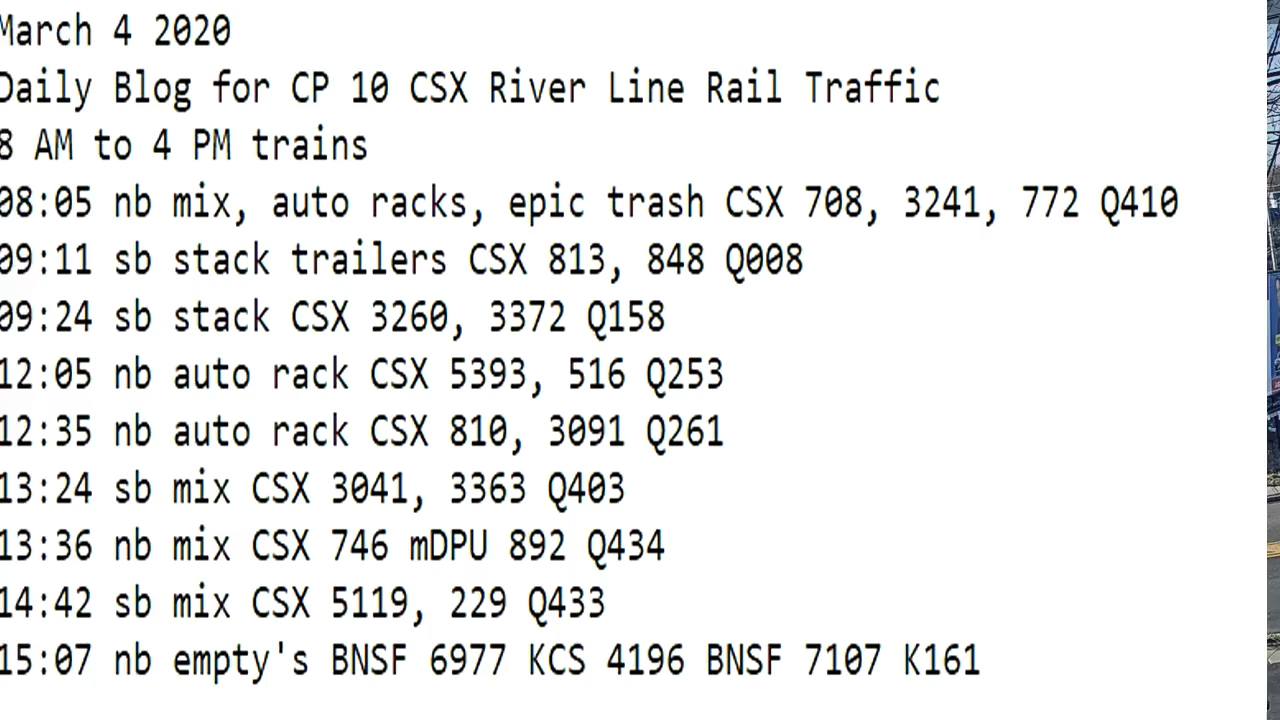 March 4 2020
Daily Blog for CP 10 CSX River Line Rail Traffic
8 AM to 4 PM trains
08:05 nb mix, auto racks, epic trash CSX 708, 3241, 772 Q410
09:11 sb stack trailers CSX 813, 848 Q008
09:24 sb stack CSX 3260, 3372 Q158
12:05 nb auto rack CSX 5393, 516 Q253
12:35 nb auto rack CSX 810, 3091 Q261
13:24 sb mix CSX 3041, 3363 Q403
13:36 nb mix CSX 746 mDPU 892 Q434
14:42 sb mix CSX 5119, 229 Q433
15:07 nb empty's BNSF 6977 KCS 4196 BNSF 7107 K161